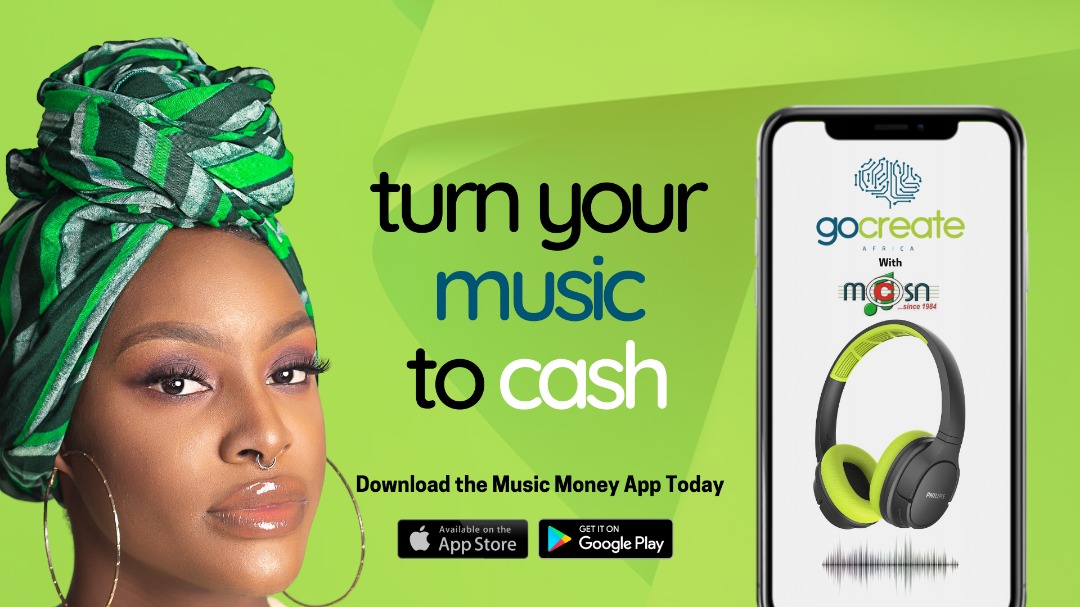 turn your
music
to cash
Download the Music Money App Today
Available on the
App Store
GET IT ON
Google Play
gocreate
AFRICA
With
mcsn
...since 1984
PHILIPS